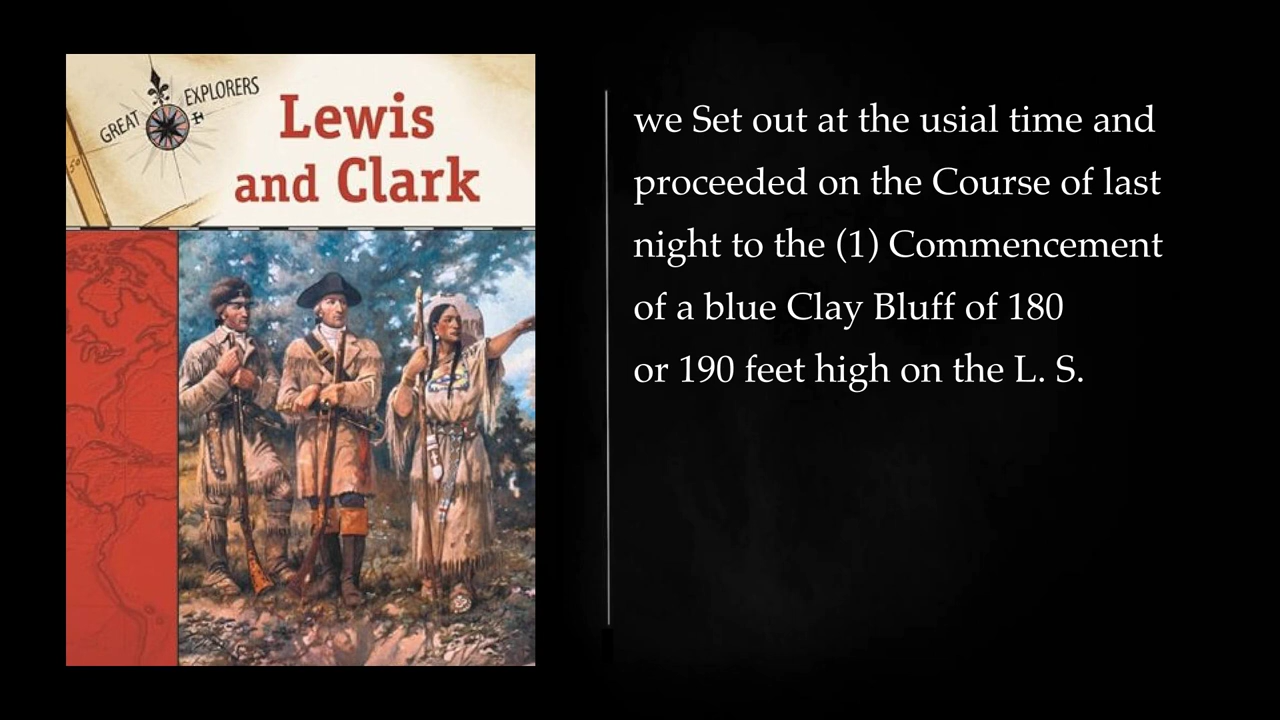 GREAT EXPLORERS
Lewis
and Clark
50
we Set out at the usial time and
proceeded on the Course of last
night to the (1) Commencement
of a blue Clay Bluff of 180
or 190 feet high on the L. S.